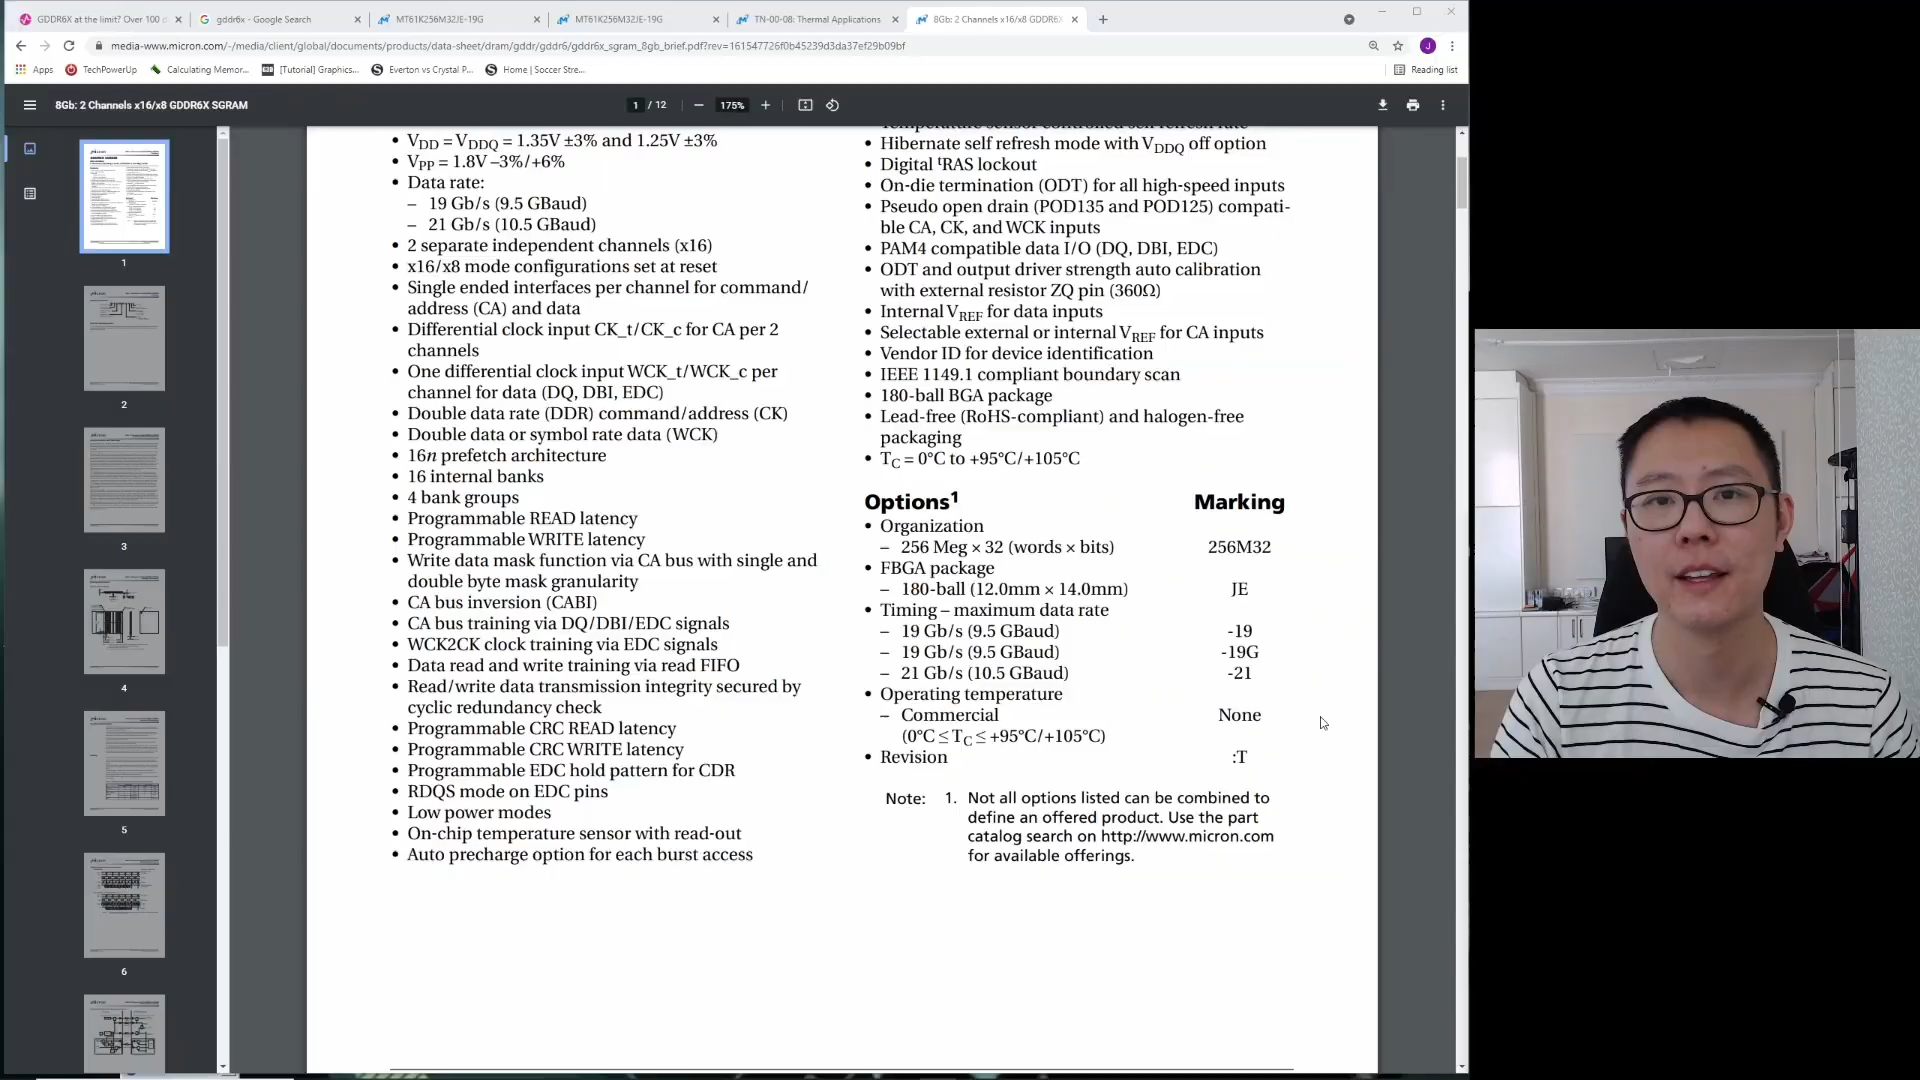 GDDR6X at the limit? Over 100
gddr6x - Google Search
MT61K256M32JE-19G
MT61K256M32JE-19G
TN-00-08: Thermal Applications
8Gb: 2 Channels x16/x8 GDDR6X
media-www.micron.com/-/media/client/global/documents/products/data-sheet/dram/gddr/gddr6/gddr6x_sgram_8gb_brief.pdf?rev=161547726f0b45239d3da37ef29b09bf
J
Apps
TechPowerUp
Calculating Memor...
[Tutorial] Graphics...
Everton vs Crystal P...
Home | Soccer Stre...
Reading list
8Gb: 2 Channels x16/x8 GDDR6X SGRAM
1 / 12
175%
1
2
3
4
5
6
• VDD = VDDQ = 1.35V ±3% and 1.25V ±3%
• VPP = 1.8V –3%/+6%
• Data rate:
– 19 Gb/s (9.5 GBaud)
– 21 Gb/s (10.5 GBaud)
• 2 separate independent channels (x16)
• x16/x8 mode configurations set at reset
• Single ended interfaces per channel for command/
address (CA) and data
• Differential clock input CK_t/CK_c for CA per 2
channels
• One differential clock input WCK_t/WCK_c per
channel for data (DQ, DBI, EDC)
• Double data rate (DDR) command/address (CK)
• Double data or symbol rate data (WCK)
• 16n prefetch architecture
• 16 internal banks
• 4 bank groups
• Programmable READ latency
• Programmable WRITE latency
• Write data mask function via CA bus with single and
double byte mask granularity
• CA bus inversion (CABI)
• CA bus training via DQ/DBI/EDC signals
• WCK2CK clock training via EDC signals
• Data read and write training via read FIFO
• Read/write data transmission integrity secured by
cyclic redundancy check
• Programmable CRC READ latency
• Programmable CRC WRITE latency
• Programmable EDC hold pattern for CDR
• RDQS mode on EDC pins
• Low power modes
• On-chip temperature sensor with read-out
• Auto precharge option for each burst access
Temperature sensor controlled self refresh rate
• Hibernate self refresh mode with VDDQ off option
• Digital tRAS lockout
• On-die termination (ODT) for all high-speed inputs
• Pseudo open drain (POD135 and POD125) compati-
ble CA, CK, and WCK inputs
• PAM4 compatible data I/O (DQ, DBI, EDC)
• ODT and output driver strength auto calibration
with external resistor ZQ pin (360Ω)
• Internal VREF for data inputs
• Selectable external or internal VREF for CA inputs
• Vendor ID for device identification
• IEEE 1149.1 compliant boundary scan
• 180-ball BGA package
• Lead-free (RoHS-compliant) and halogen-free
packaging
• TC = 0°C to +95°C/+105°C
Options1 Marking
• Organization
– 256 Meg × 32 (words × bits) 256M32
• FBGA package
– 180-ball (12.0mm × 14.0mm) JE
• Timing – maximum data rate
– 19 Gb/s (9.5 GBaud) -19
– 19 Gb/s (9.5 GBaud) -19G
– 21 Gb/s (10.5 GBaud) -21
• Operating temperature
– Commercial None
(0°C ≤ TC ≤ +95°C/+105°C)
• Revision :T
Note: 1. Not all options listed can be combined to
define an offered product. Use the part
catalog search on http://www.micron.com
for available offerings.